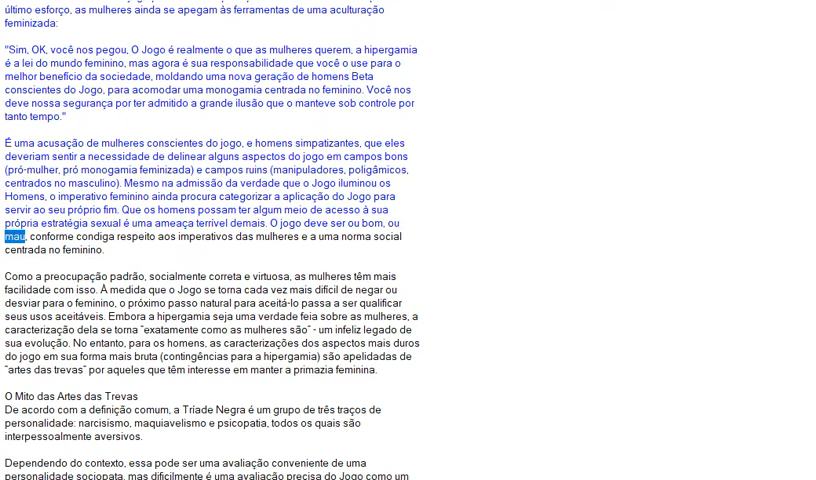 último esforço, as mulheres ainda se apegam às ferramentas de uma aculturação
feminizada:
"Sim, OK, você nos pegou, O Jogo é realmente o que as mulheres querem, a hipergamia
é a lei do mundo feminino, mas agora é sua responsabilidade que você o use para o
melhor benefício da sociedade, moldando uma nova geração de homens Beta
conscientes do Jogo, para acomodar uma monogamia centrada no feminino. Você nos
deve nossa segurança por ter admitido a grande ilusão que o manteve sob controle por
tanto tempo."
É uma acusação de mulheres conscientes do jogo, e homens simpatizantes, que eles
deveriam sentir a necessidade de delinear alguns aspectos do jogo em campos bons
(pró-mulher, pró monogamia feminizada) e campos ruins (manipuladores, poligâmicos,
centrados no masculino). Mesmo na admissão da verdade que o Jogo iluminou os
Homens, o imperativo feminino ainda procura categorizar a aplicação do Jogo para
servir ao seu próprio fim. Que os homens possam ter algum meio de acesso à sua
própria estratégia sexual é uma ameaça terrível demais. O jogo deve ser ou bom, ou
mau, conforme condiga respeito aos imperativos das mulheres e a uma norma social
centrada no feminino.
Como a preocupação padrão, socialmente correta e virtuosa, as mulheres têm mais
facilidade com isso. À medida que o Jogo se torna cada vez mais difícil de negar ou
desviar para o feminino, o próximo passo natural para aceitá-lo passa a ser qualificar
seus usos aceitáveis. Embora a hipergamia seja uma verdade feia sobre as mulheres, a
caracterização dela se torna "exatamente como as mulheres são" - um infeliz legado de
sua evolução. No entanto, para os homens, as caracterizações dos aspectos mais duros
do jogo em sua forma mais bruta (contingências para a hipergamia) são apelidadas de
"artes das trevas" por aqueles que têm interesse em manter a primazia feminina.
O Mito das Artes das Trevas
De acordo com a definição comum, a Tríade Negra é um grupo de três traços de
personalidade: narcisismo, maquiavelismo e psicopatia, todos os quais são
interpessoalmente aversivos.
Dependendo do contexto, essa pode ser uma avaliação conveniente de uma
personalidade sociopata, mas dificilmente é uma avaliação precisa do Jogo como um